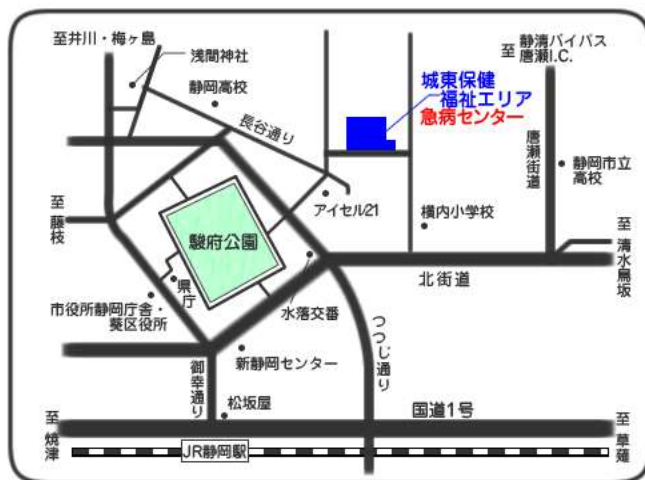 至井川・梅ヶ島
浅間神社
静岡高校
長谷通り
城東保健
福祉エリア
急病センター
至
静清バイパス
唐瀬I.C.
唐瀬街道
静岡市立
高校
至
藤枝
駿府公園
アイセル21
横内小学校
至
清水鳥坂
県庁
市役所静岡庁舎・
葵区役所
水落交番
北街道
新静岡センター
つつじ通り
御幸通り
松坂屋
国道1号
至
焼津
JR静岡駅
至
草薙